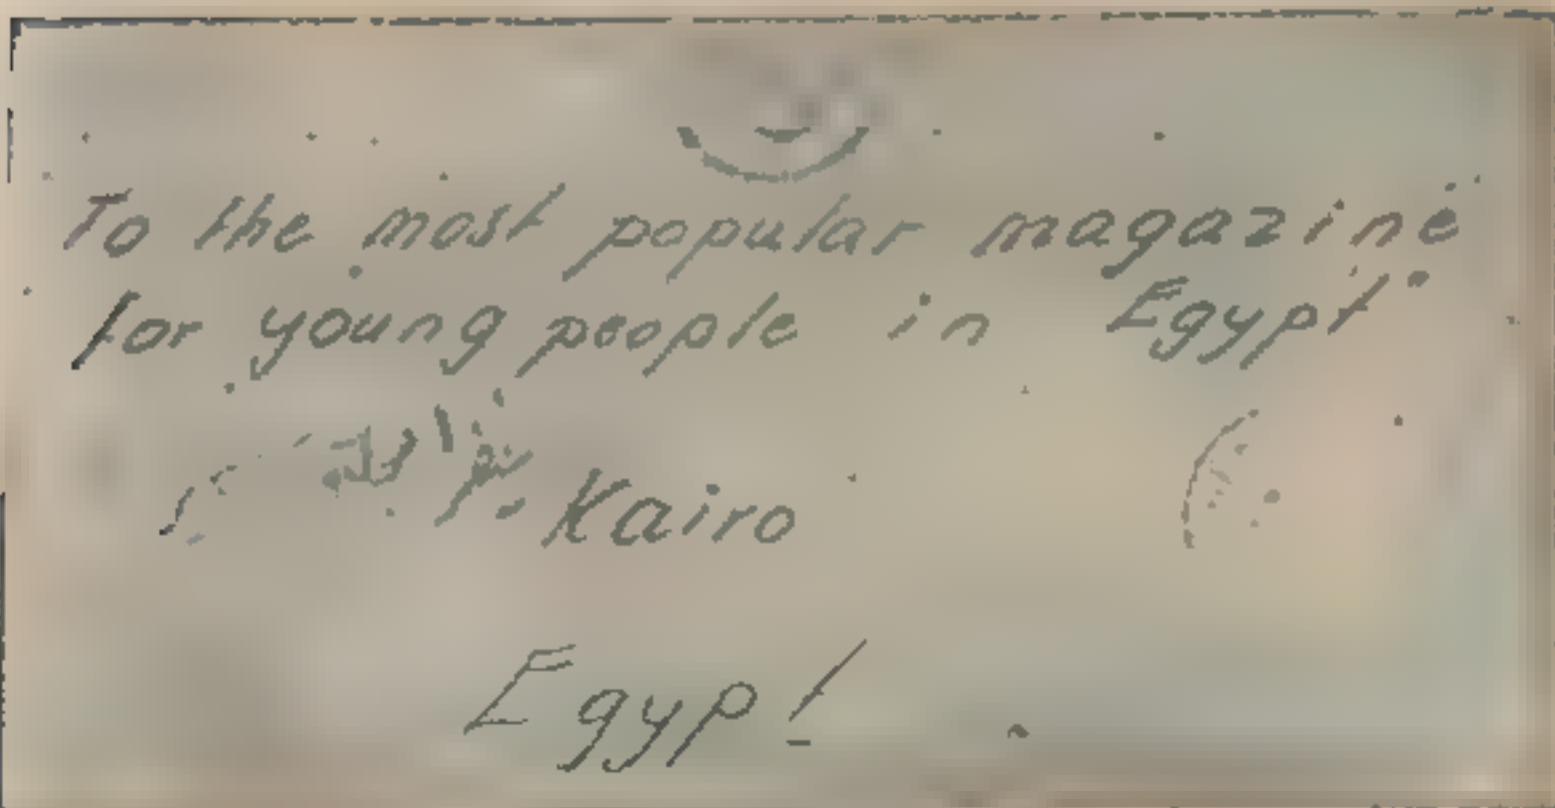 To the most popular magazine
for young people in Egypt
Kairo
Egypt